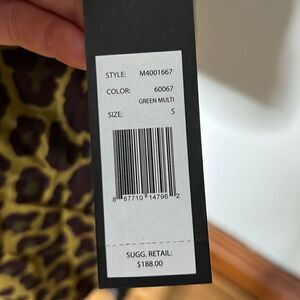 STYLE: M4001667
COLOR: 60067
GREEN MULTI
SIZE: S
8 87710 14796 2
SUGG. RETAIL:
$188.00